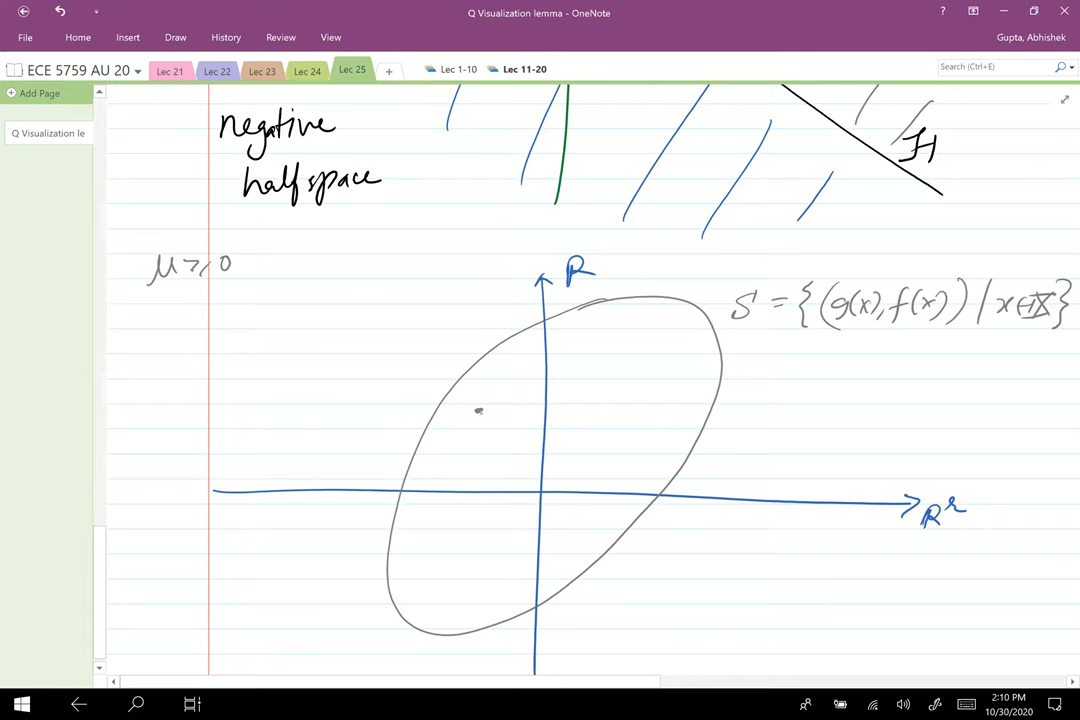 Q Visualization lemma - OneNote
File Home Insert Draw History Review View Gupta, Abhishek
ECE 5759 AU 20 Lec 21 Lec 22 Lec 23 Lec 24 Lec 25 Lec 1-10 Lec 11-20 Search (Ctrl+E)
Add Page
Q Visualization le
negative
half space
H
μ ≥ 0
R
S = {(g(x), f(x)) | x ∈ X}
R^r
2:10 PM
10/30/2020